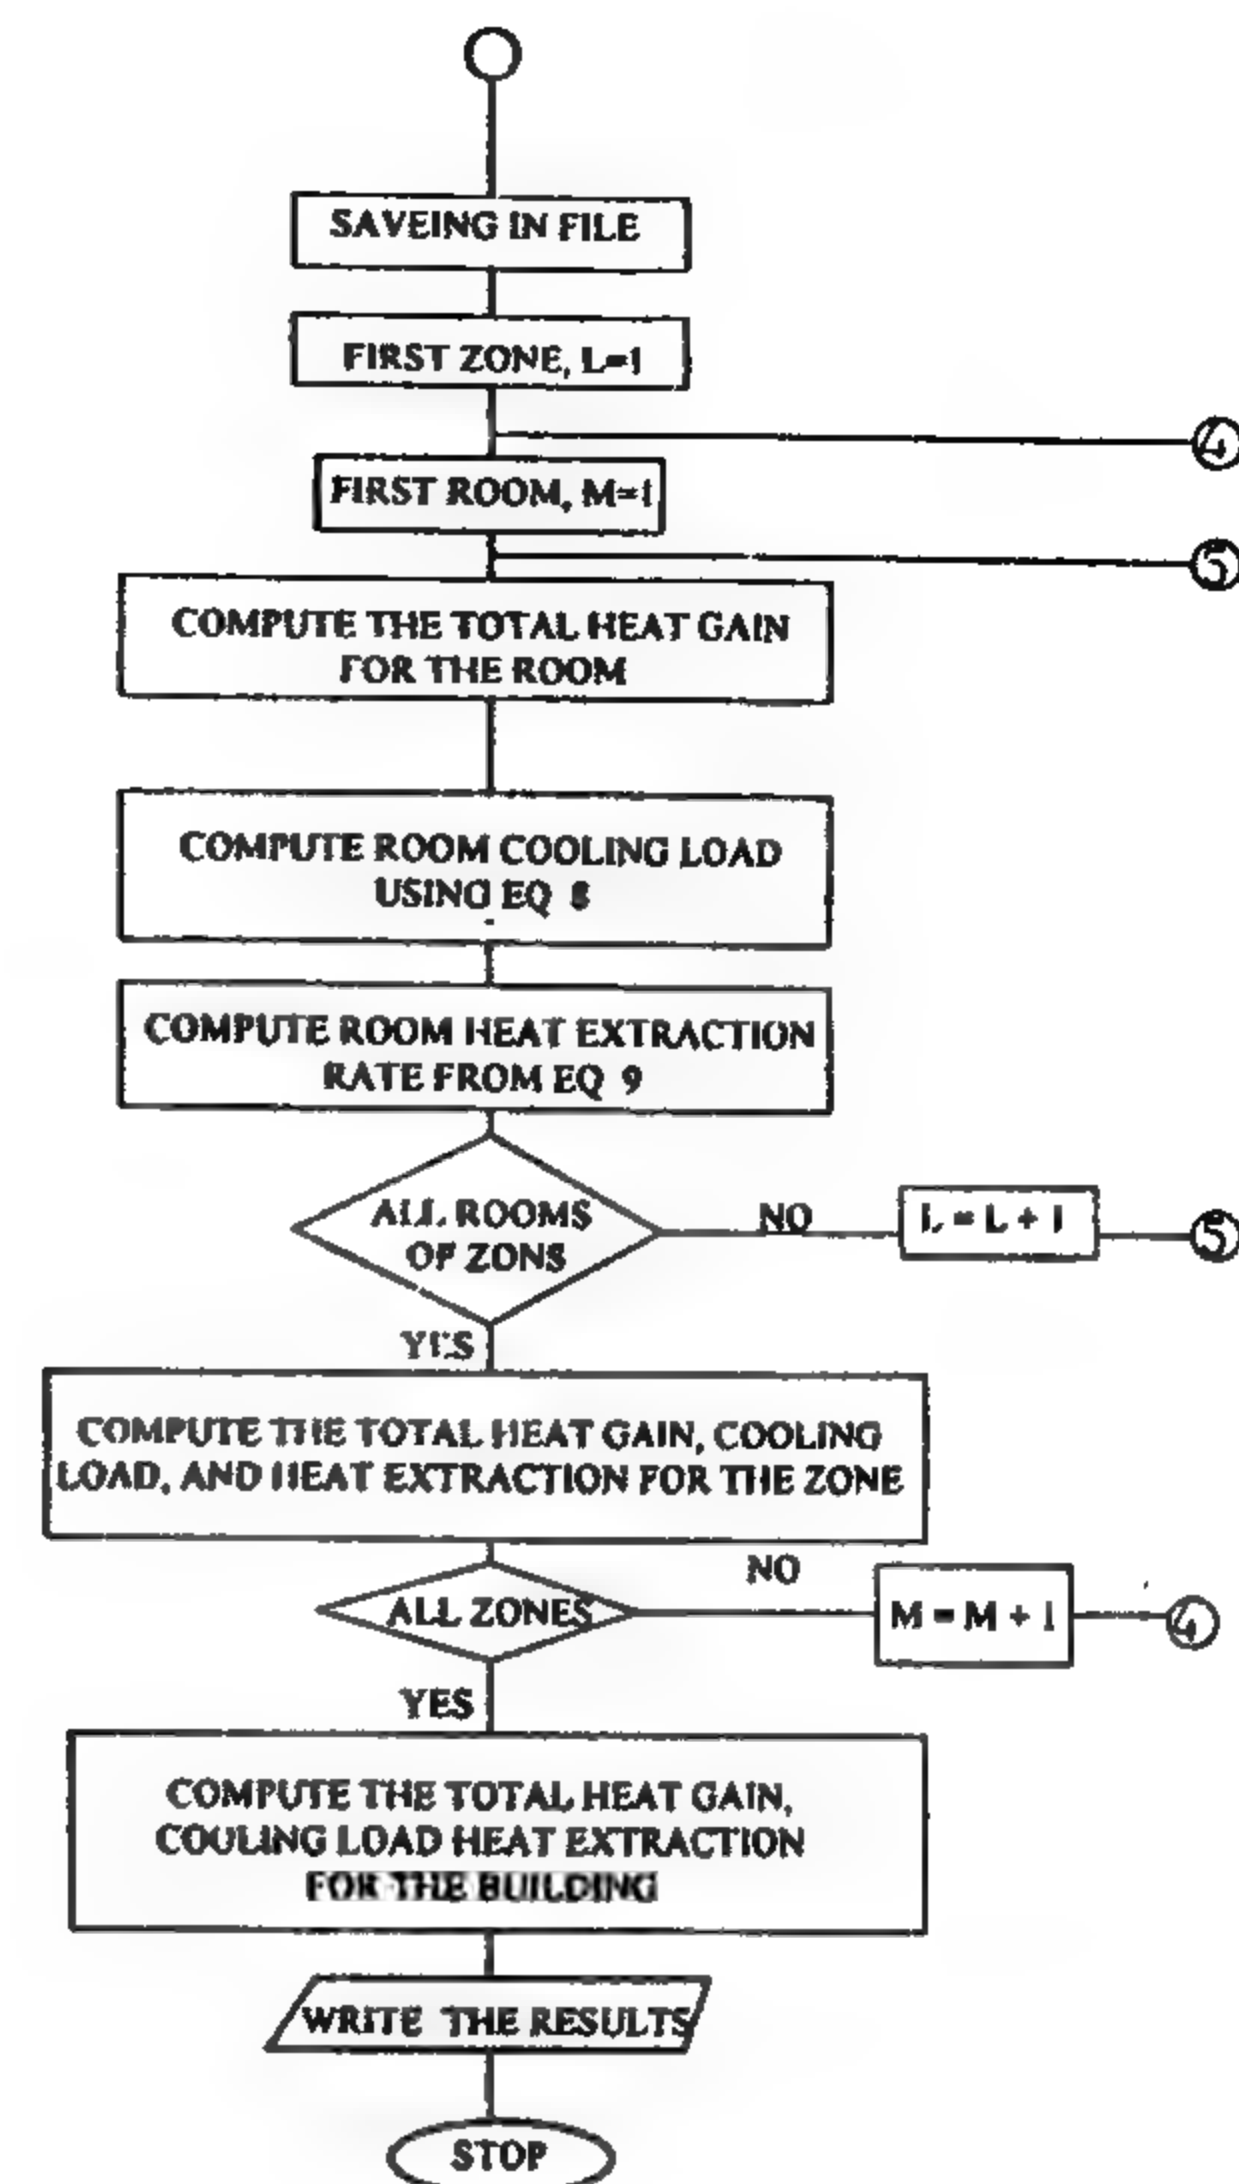 SAVEING IN FILE
FIRST ZONE, L=1
4
FIRST ROOM, M=1
5
COMPUTE THE TOTAL HEAT GAIN
FOR THE ROOM
COMPUTE ROOM COOLING LOAD
USING EQ 8
COMPUTE ROOM HEAT EXTRACTION
RATE FROM EQ 9
ALL ROOMS
OF ZONS
NO
L = L + 1
5
YES
COMPUTE THE TOTAL HEAT GAIN, COOLING
LOAD, AND HEAT EXTRACTION FOR THE ZONE
NO
ALL ZONES
M = M + 1
4
YES
COMPUTE THE TOTAL HEAT GAIN,
COULING LOAD HEAT EXTRACTION
FOR THE BUILDING
WRITE THE RESULTS
STOP